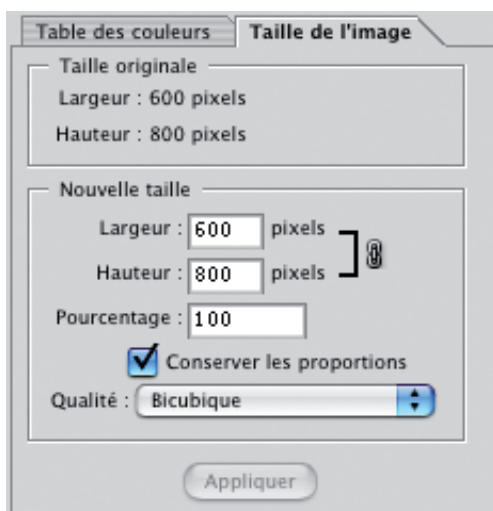 Table des couleurs Taille de l'image
Taille originale
Largeur : 600 pixels
Hauteur : 800 pixels
Nouvelle taille
Largeur : 600 pixels
Hauteur : 800 pixels
Pourcentage : 100
Conserver les proportions
Qualité : Bicubique
Appliquer